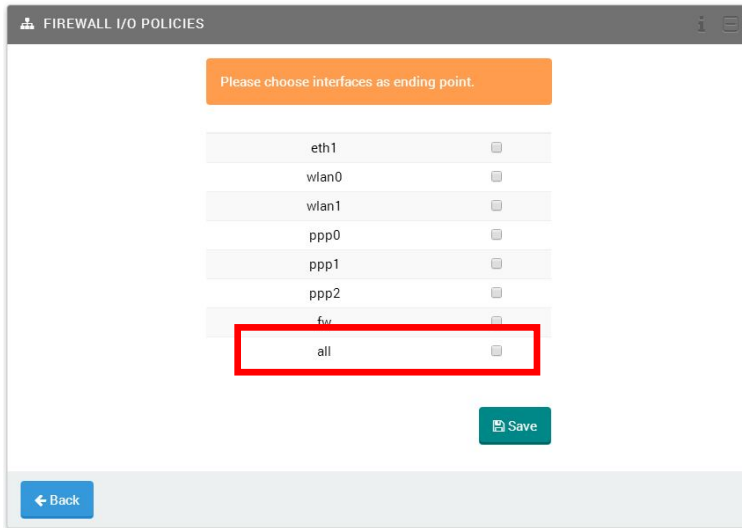 FIREWALL I/O POLICIES
Please choose interfaces as ending point.
eth1
wlan0
wlan1
ppp0
ppp1
ppp2
fw
all
Save
Back